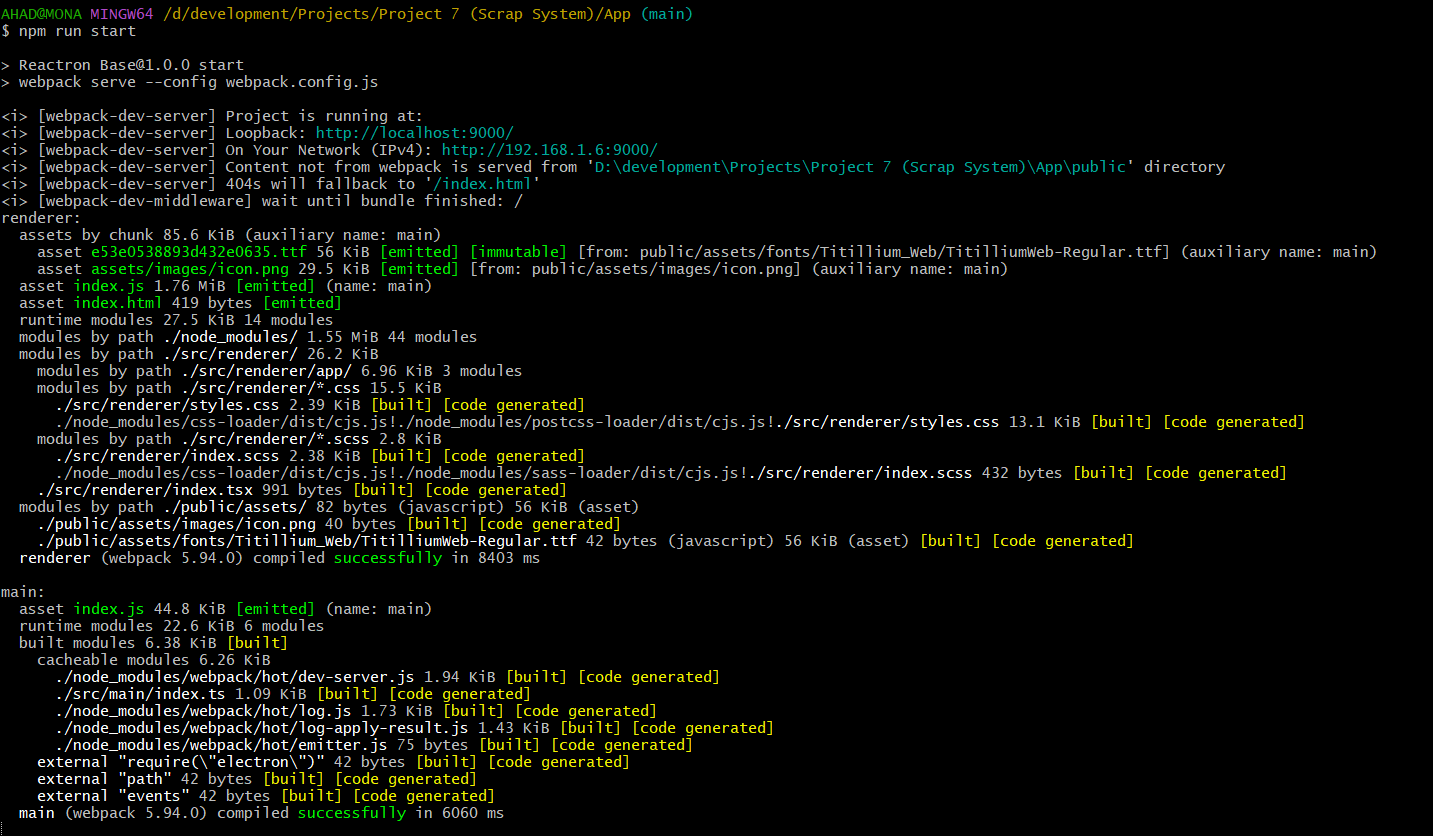 AHAD@MONA MINGW64 /d/development/Projects/Project 7 (Scrap System)/App (main)
$ npm run start
> Reactron Base@1.0.0 start
> webpack serve --config webpack.config.js
<i> [webpack-dev-server] Project is running at:
<i> [webpack-dev-server] Loopback: http://localhost:9000/
<i> [webpack-dev-server] On Your Network (IPv4): http://192.168.1.6:9000/
<i> [webpack-dev-server] Content not from webpack is served from 'D:\development\Projects\Project 7 (Scrap System)\App\public' directory
<i> [webpack-dev-server] 404s will fallback to '/index.html'
<i> [webpack-dev-middleware] wait until bundle finished: /
renderer:
  assets by chunk 85.6 KiB (auxiliary name: main)
    asset e53e0538893d432e0635.ttf 56 KiB [emitted] [immutable] [from: public/assets/fonts/Titillium_Web/TitilliumWeb-Regular.ttf] (auxiliary name: main)
    asset assets/images/icon.png 29.5 KiB [emitted] [from: public/assets/images/icon.png] (auxiliary name: main)
  asset index.js 1.76 MiB [emitted] (name: main)
  asset index.html 419 bytes [emitted]
  runtime modules 27.5 KiB 14 modules
  modules by path ./node_modules/ 1.55 MiB 44 modules
  modules by path ./src/renderer/ 26.2 KiB
    modules by path ./src/renderer/app/ 6.96 KiB 3 modules
    modules by path ./src/renderer/*.css 15.5 KiB
      ./src/renderer/styles.css 2.39 KiB [built] [code generated]
      ./node_modules/css-loader/dist/cjs.js!./node_modules/postcss-loader/dist/cjs.js!./src/renderer/styles.css 13.1 KiB [built] [code generated]
    modules by path ./src/renderer/*.scss 2.8 KiB
      ./src/renderer/index.scss 2.38 KiB [built] [code generated]
      ./node_modules/css-loader/dist/cjs.js!./node_modules/sass-loader/dist/cjs.js!./src/renderer/index.scss 432 bytes [built] [code generated]
    ./src/renderer/index.tsx 991 bytes [built] [code generated]
  modules by path ./public/assets/ 82 bytes (javascript) 56 KiB (asset)
    ./public/assets/images/icon.png 40 bytes [built] [code generated]
    ./public/assets/fonts/Titillium_Web/TitilliumWeb-Regular.ttf 42 bytes (javascript) 56 KiB (asset) [built] [code generated]
  renderer (webpack 5.94.0) compiled successfully in 8403 ms
main:
  asset index.js 44.8 KiB [emitted] (name: main)
  runtime modules 22.6 KiB 6 modules
  built modules 6.38 KiB [built]
    cacheable modules 6.26 KiB
      ./node_modules/webpack/hot/dev-server.js 1.94 KiB [built] [code generated]
      ./src/main/index.ts 1.09 KiB [built] [code generated]
      ./node_modules/webpack/hot/log.js 1.73 KiB [built] [code generated]
      ./node_modules/webpack/hot/log-apply-result.js 1.43 KiB [built] [code generated]
      ./node_modules/webpack/hot/emitter.js 75 bytes [built] [code generated]
    external "require(\"electron\")" 42 bytes [built] [code generated]
    external "path" 42 bytes [built] [code generated]
    external "events" 42 bytes [built] [code generated]
  main (webpack 5.94.0) compiled successfully in 6060 ms